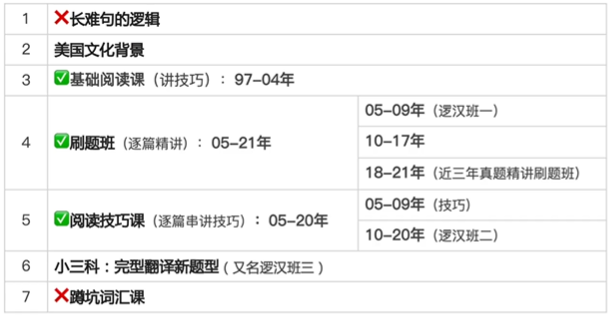 1 ❌长难句的逻辑
2 美国文化背景
3 ✅基础阅读课（讲技巧）：97-04年
4 ✅刷题班（逐篇精讲）：05-21年
05-09年（逻汉班一）
10-17年
18-21年（近三年真题精讲刷题班）
5 ✅阅读技巧课（逐篇串讲技巧）：05-20年
05-09年（技巧）
10-20年（逻汉班二）
6 小三科：完型翻译新题型（又名逻汉班三）
7 ❌蹲坑词汇课